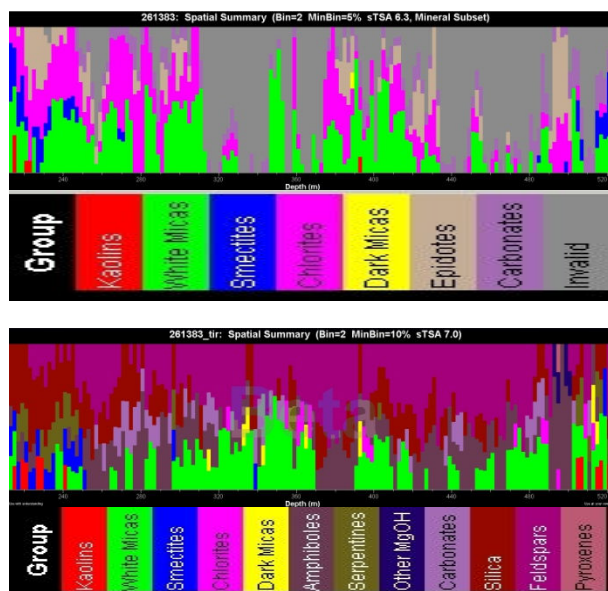 261383: Spatial Summary (Bin=2 MinBin=5% sTSA 6.3, Mineral Subset)
240 280 320 360 400 440 480 520
Depth (m)
Group Kaolins White Micas Smectites Chlorites Dark Micas Epidotes Carbonates Invalid
261383_tir: Spatial Summary (Bin=2 MinBin=10% sTSA 7.0)
Data
240 280 320 360 400 440 480 520
Depth (m)
Group Kaolins White Micas Smectites Chlorites Dark Micas Amphiboles Serpentines Other MgOH Carbonates Silica Feldspars Pyroxenes